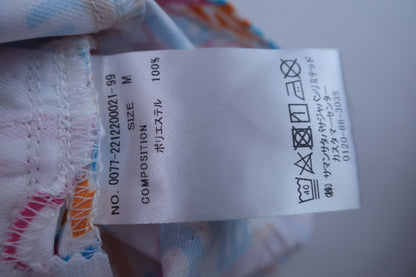 NO. 0077-2212200021-99
SIZE M
COMPOSITION
ポリエステル 100%
40
(株) サマンサタバサジャパンリミテッド
カスタマーセンター
0120-86-3035